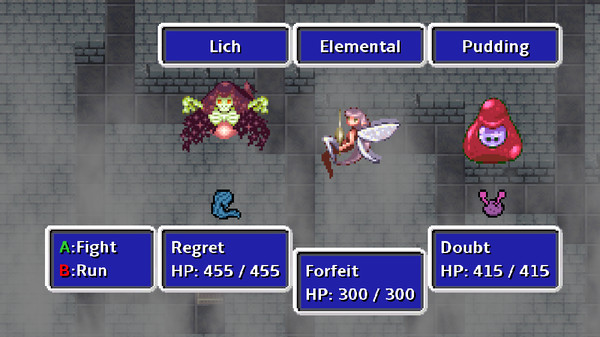 Lich
Elemental
Pudding
A:Fight
B:Run
Regret
HP: 455 / 455
Forfeit
HP: 300 / 300
Doubt
HP: 415 / 415